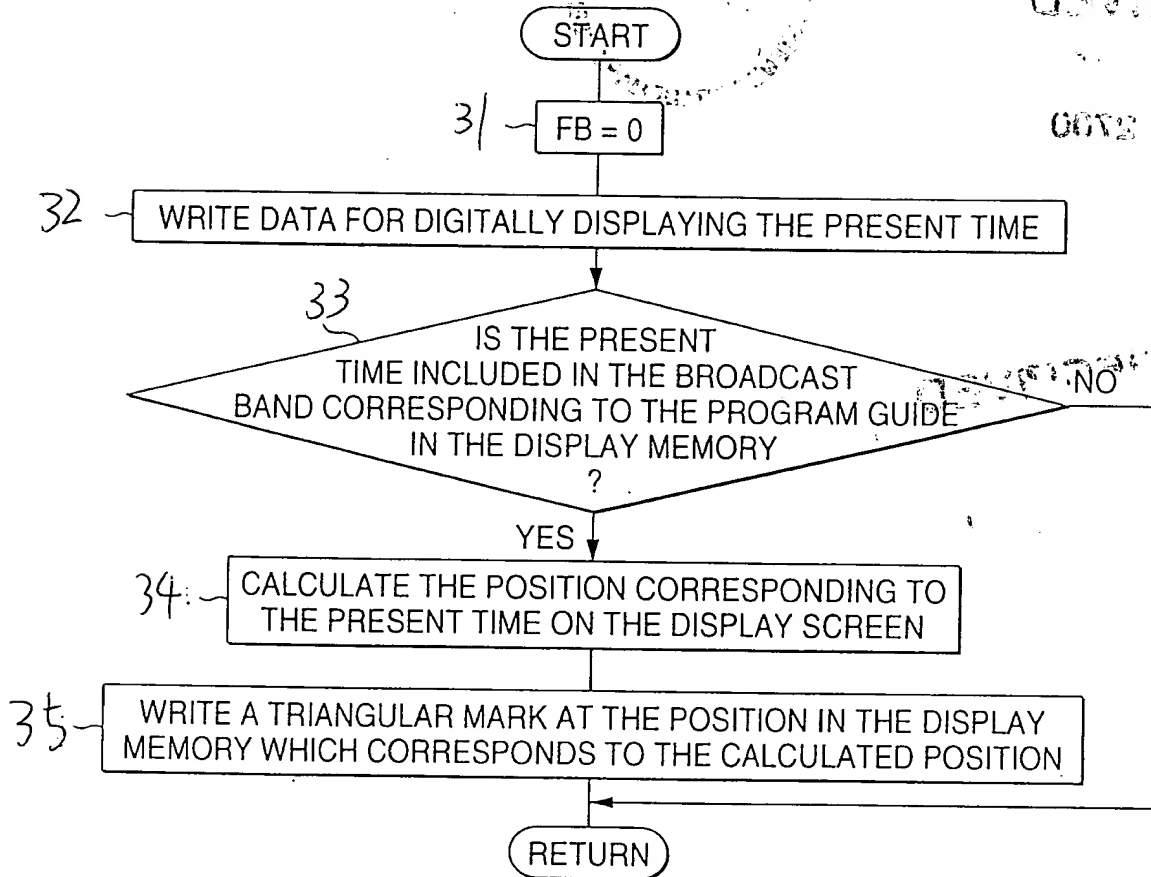 START
31
FB = 0
32
WRITE DATA FOR DIGITALLY DISPLAYING THE PRESENT TIME
33
IS THE PRESENT
TIME INCLUDED IN THE BROADCAST
BAND CORRESPONDING TO THE PROGRAM GUIDE
IN THE DISPLAY MEMORY
?
NO
YES
34
CALCULATE THE POSITION CORRESPONDING TO
THE PRESENT TIME ON THE DISPLAY SCREEN
35
WRITE A TRIANGULAR MARK AT THE POSITION IN THE DISPLAY
MEMORY WHICH CORRESPONDS TO THE CALCULATED POSITION
RETURN